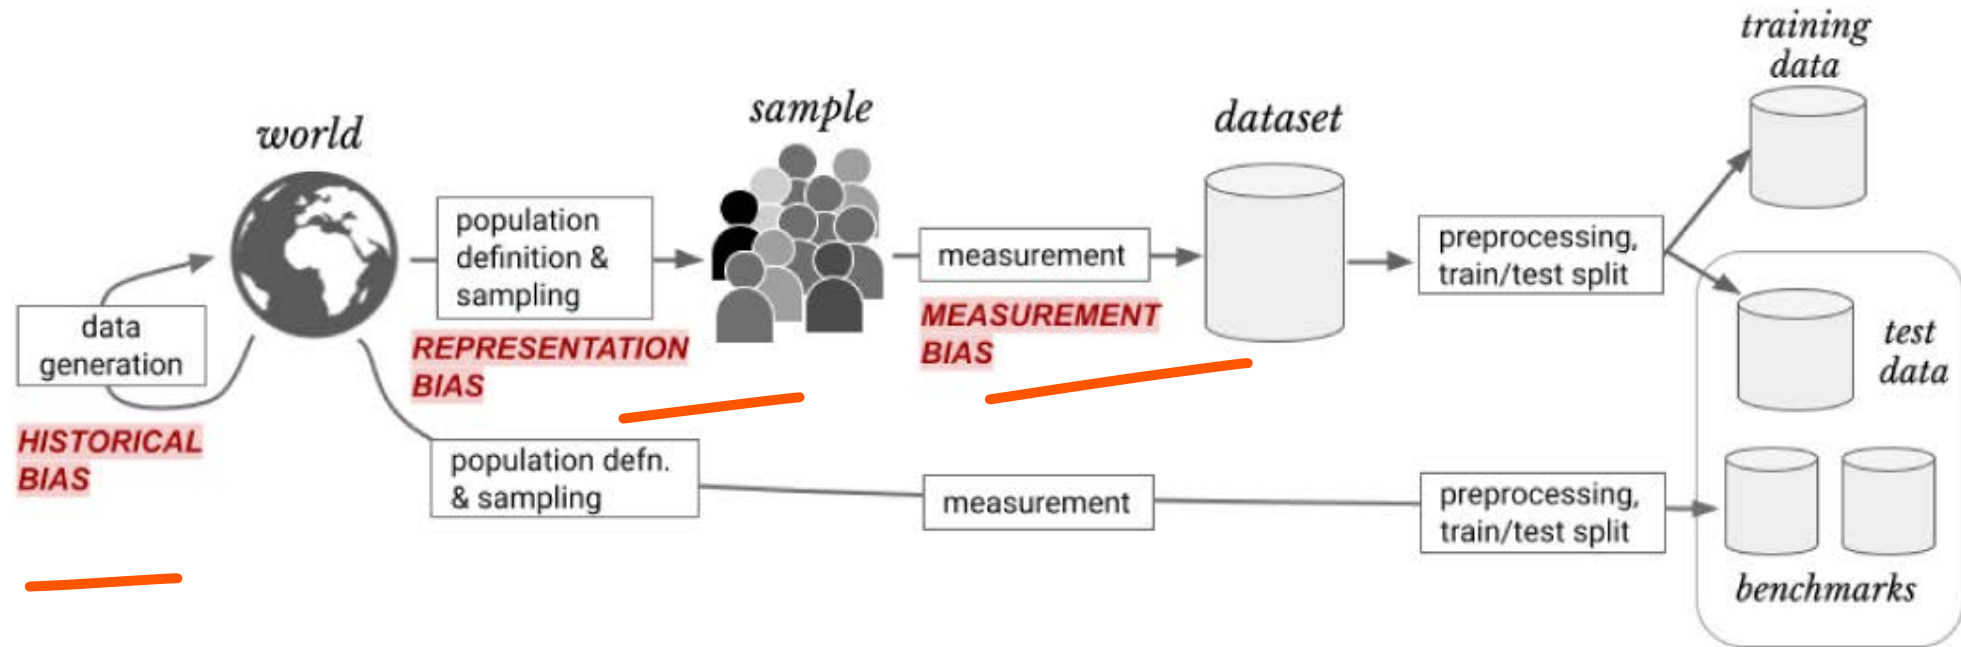 world
data
generation
HISTORICAL
BIAS
population
definition &
sampling
REPRESENTATION
BIAS
sample
measurement
MEASUREMENT
BIAS
dataset
preprocessing,
train/test split
training
data
test
data
population defn.
& sampling
measurement
preprocessing,
train/test split
benchmarks